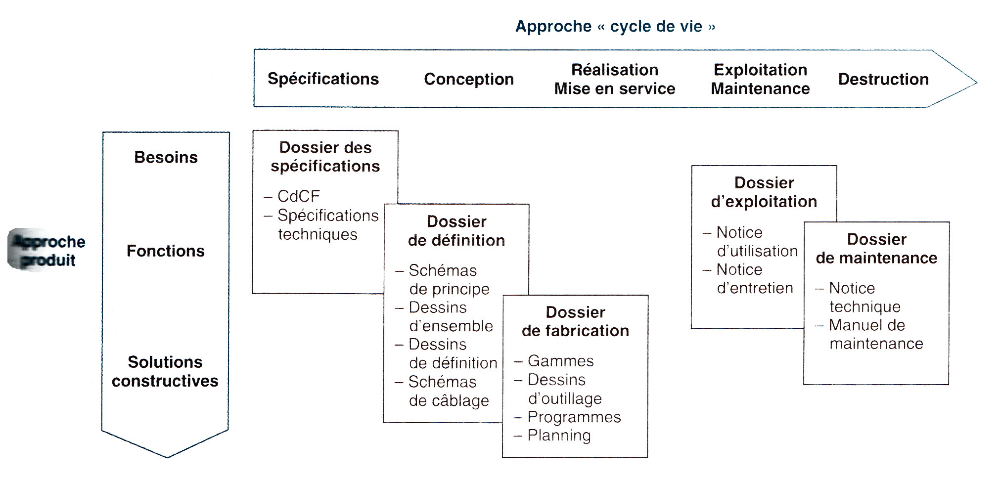 Approche « cycle de vie »
Spécifications
Conception
Réalisation
Mise en service
Exploitation
Maintenance
Destruction
Approche
produit
Besoins
Fonctions
Solutions
constructives
Dossier des
spécifications
– CdCF
– Spécifications
techniques
Dossier
de définition
– Schémas
de principe
– Dessins
d'ensemble
– Dessins
de définition
– Schémas
de câblage
Dossier
de fabrication
– Gammes
– Dessins
d'outillage
– Programmes
– Planning
Dossier
d'exploitation
– Notice
d'utilisation
– Notice
d'entretien
Dossier
de maintenance
– Notice
technique
– Manuel de
maintenance